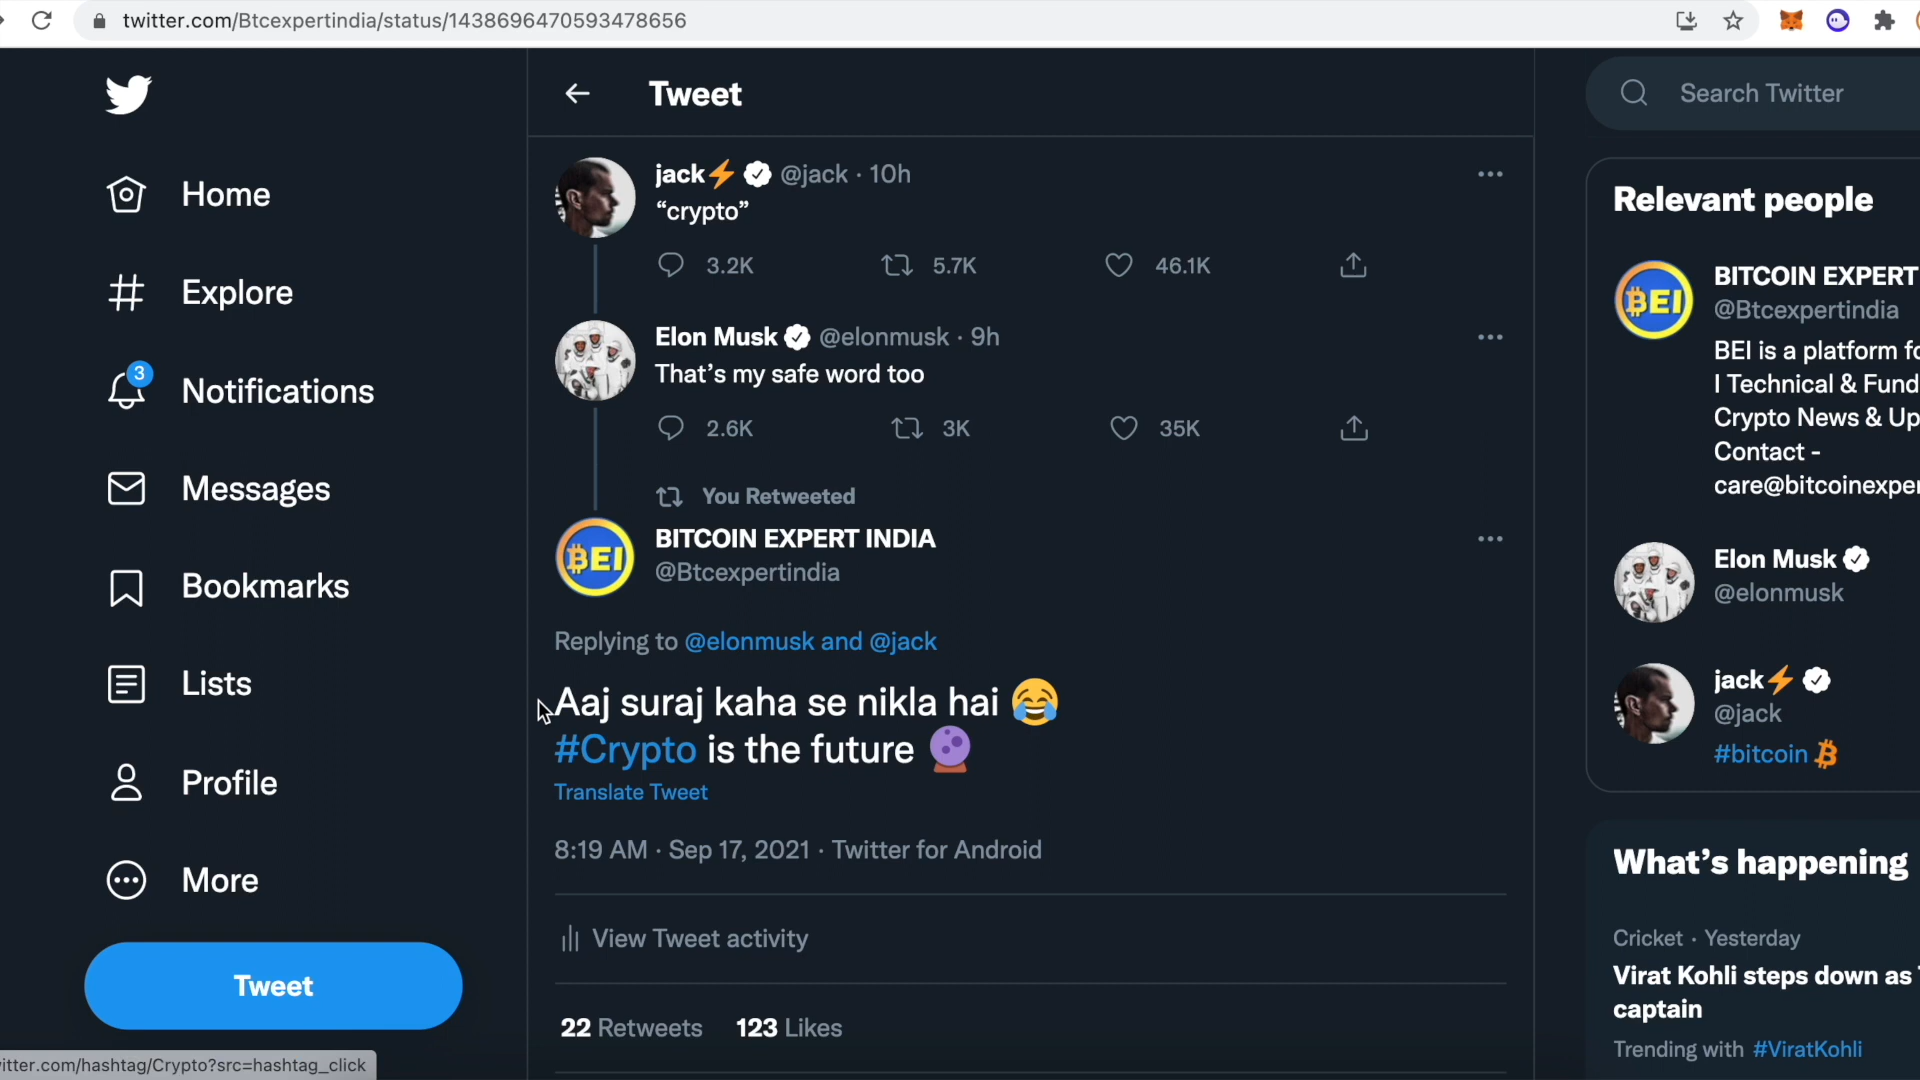 twitter.com/Btcexpertindia/status/1438696470593478656
Tweet
Search Twitter
Home
Explore
3
Notifications
Messages
Bookmarks
Lists
Profile
More
Tweet
jack⚡ @jack · 10h
“crypto”
3.2K 5.7K 46.1K
Elon Musk @elonmusk · 9h
That’s my safe word too
2.6K 3K 35K
You Retweeted
BEI
BITCOIN EXPERT INDIA
@Btcexpertindia
Replying to @elonmusk and @jack
Aaj suraj kaha se nikla hai 😂
#Crypto is the future 🔮
Translate Tweet
8:19 AM · Sep 17, 2021 · Twitter for Android
View Tweet activity
22 Retweets 123 Likes
Relevant people
BEI
BITCOIN EXPERT
@Btcexpertindia
BEI is a platform fo
I Technical & Fund
Crypto News & Up
Contact -
care@bitcoinexper
Elon Musk
@elonmusk
jack⚡
@jack
#bitcoin
What’s happening
Cricket · Yesterday
Virat Kohli steps down as
captain
Trending with #ViratKohli
itter.com/hashtag/Crypto?src=hashtag_click